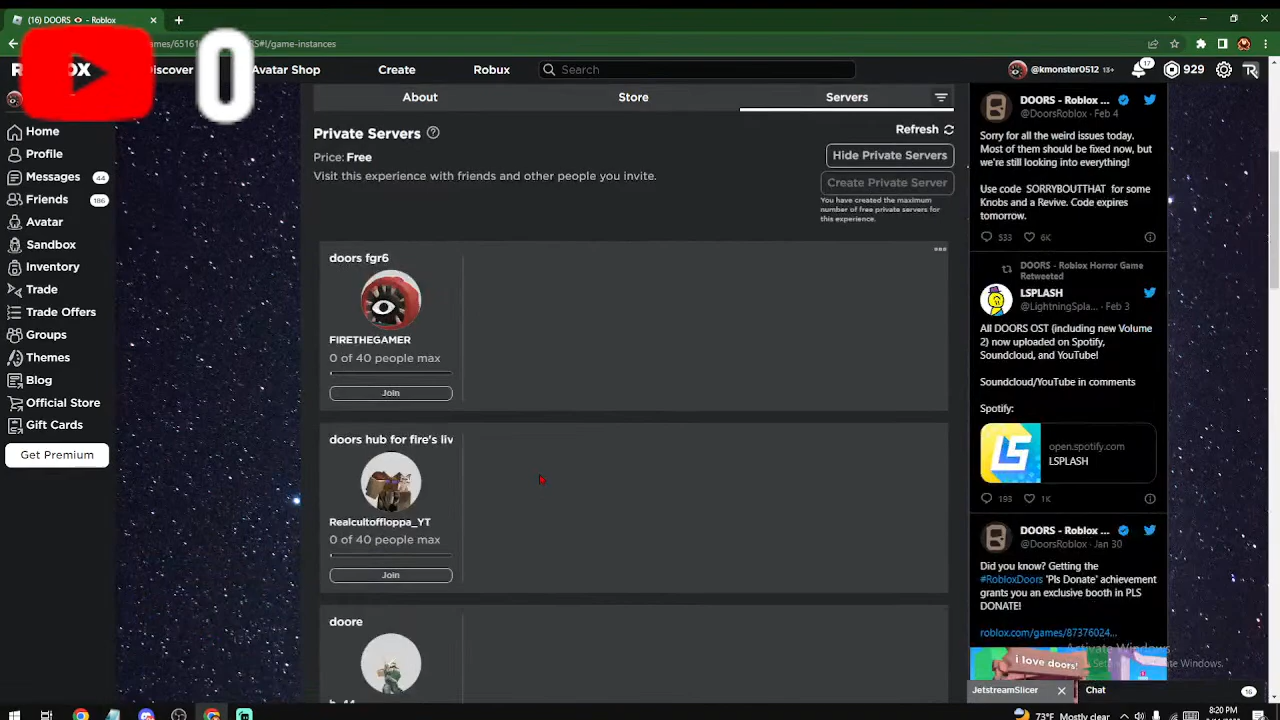 (16) DOORS 👁 - Roblox
ames/65161 S#!/game-instances
0
Discover
Avatar Shop
Create
Robux
Search
@kmonster0512 13+
17
929
Home
Profile
Messages 44
Friends 186
Avatar
Sandbox
Inventory
Trade
Trade Offers
Groups
Themes
Blog
Official Store
Gift Cards
Get Premium
About
Store
Servers
Private Servers
Refresh
Price: Free
Hide Private Servers
Visit this experience with friends and other people you invite.
Create Private Server
You have created the maximum
number of free private servers for
this experience.
doors fgr6
FIRETHEGAMER
0 of 40 people max
Join
doors hub for fire's liv
Realcultoffloppa_YT
0 of 40 people max
Join
doore
DOORS - Roblox ...
@DoorsRoblox · Feb 4
Sorry for all the weird issues today.
Most of them should be fixed now, but
we're still looking into everything!
Use code SORRYBOUTTHAT for some
Knobs and a Revive. Code expires
tomorrow.
533 6K
DOORS - Roblox Horror Game
Retweeted
LSPLASH
@LightningSpla... · Feb 3
All DOORS OST (including new Volume
2) now uploaded on Spotify,
Soundcloud, and YouTube!
Soundcloud/YouTube in comments
Spotify:
LS
open.spotify.com
LSPLASH
193 1K
DOORS - Roblox ...
@DoorsRoblox · Jan 30
Did you know? Getting the
#RobloxDoors 'Pls Donate' achievement
grants you an exclusive booth in PLS
DONATE!
roblox.com/games/87376024...
Activate Windows
i love doors!
JetstreamSlicer
Chat
16
73°F Mostly clear
8:20 PM